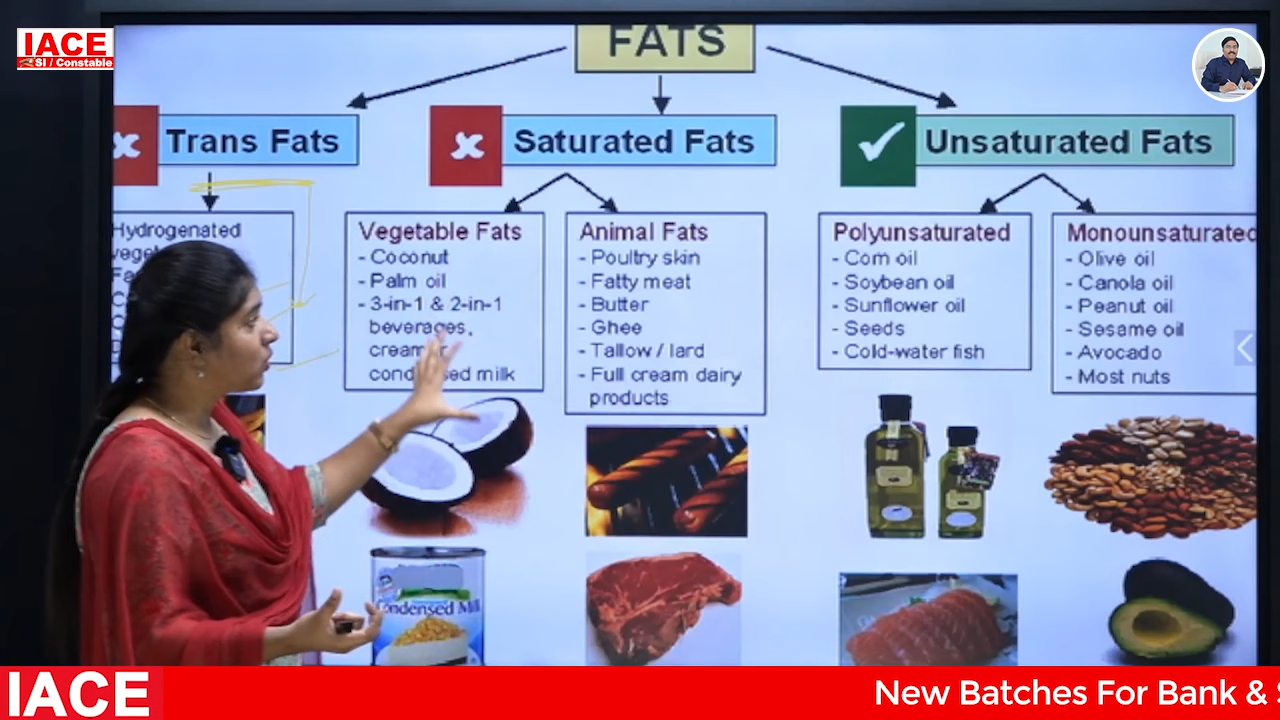 IACE
SI / Constable
FATS
Trans Fats
Saturated Fats
Unsaturated Fats
Hydrogenated
Vegetable Fats
- Coconut
- Palm oil
- 3-in-1 & 2-in-1
beverages,
condensed milk
Animal Fats
- Poultry skin
- Fatty meat
- Butter
- Ghee
- Tallow / lard
- Full cream dairy
products
Polyunsaturated
- Corn oil
- Soybean oil
- Sunflower oil
- Seeds
- Cold-water fish
Monounsaturated
- Olive oil
- Canola oil
- Peanut oil
- Sesame oil
- Avocado
- Most nuts
Condensed Milk
IACE
New Batches For Bank &